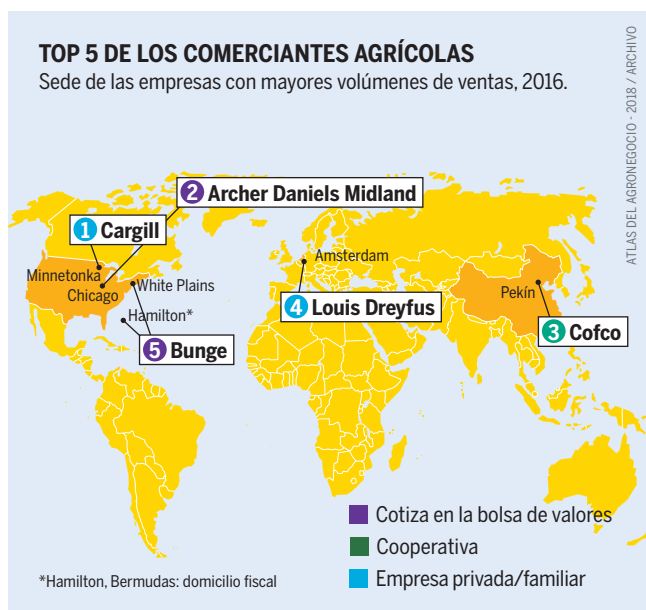 TOP 5 DE LOS COMERCIANTES AGRÍCOLAS
Sede de las empresas con mayores volúmenes de ventas, 2016.
ATLAS DEL AGRONEGOCIO - 2018 / ARCHIVO
2 Archer Daniels Midland
1 Cargill
Minnetonka
Chicago
White Plains
Hamilton*
5 Bunge
Amsterdam
4 Louis Dreyfus
Pekín
3 Cofco
Cotiza en la bolsa de valores
Cooperativa
Empresa privada/familiar
*Hamilton, Bermudas: domicilio fiscal